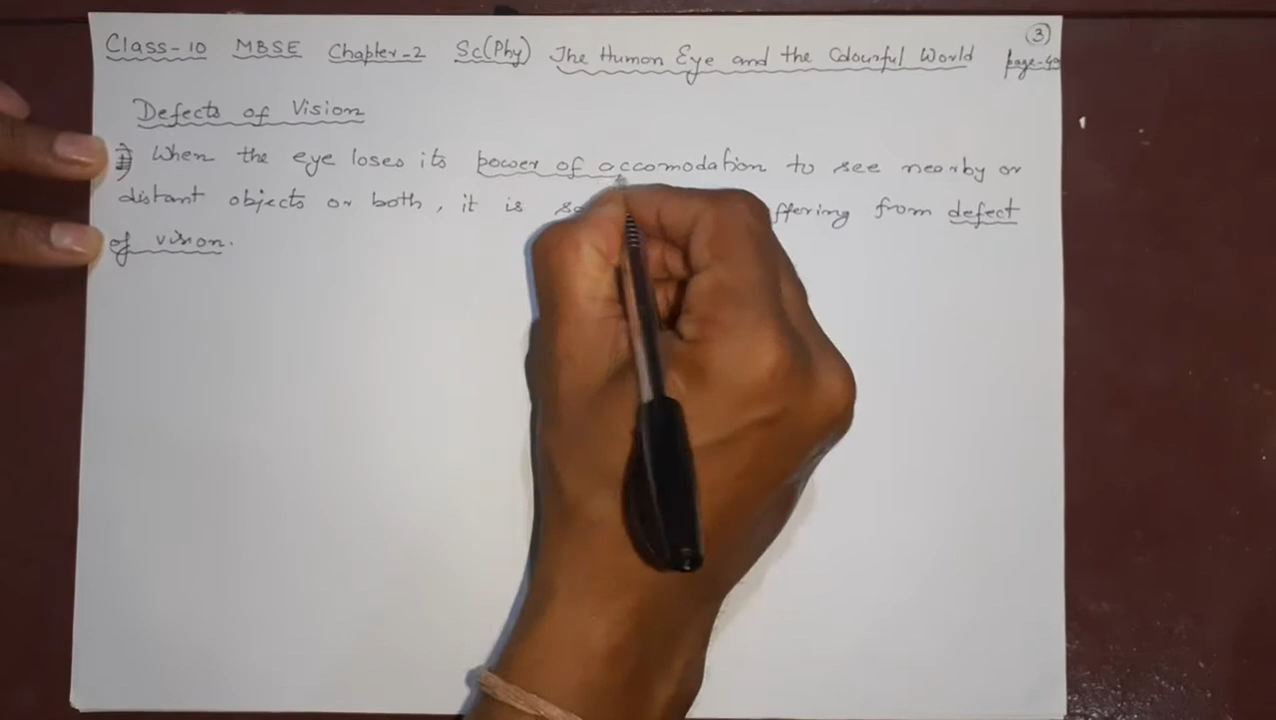 3
Class-10 MBSE Chapter-2 Sc(Phy) The Human Eye and the Colourful World page-49
Defects of Vision
When the eye loses its power of accomodation to see nearby or
distant objects or both, it is ffering from defect
of vision.